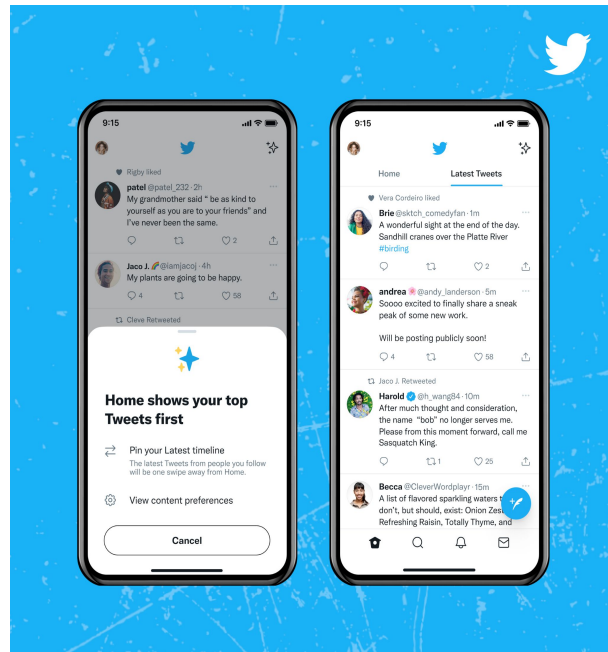 9:15
Rigby liked
patel @patel_232 · 2h
My grandmother said “ be as kind to
yourself as you are to your friends” and
I’ve never been the same.
2
Jaco J. 🌈 @iamjacoj · 4h
My plants are going to be happy.
4 58
Cleve Retweeted
Home shows your top
Tweets first
Pin your Latest timeline
The latest Tweets from people you follow
will be one swipe away from Home.
View content preferences
Cancel
9:15
Home Latest Tweets
Vera Cordeiro liked
Brie @sktch_comedyfan · 1m
A wonderful sight at the end of the day.
Sandhill cranes over the Platte River
#birding
2
andrea 🌸 @andy_landerson · 5m
Soooo excited to finally share a sneak
peak of some new work.
Will be posting publicly soon!
4 58
Jaco J. Retweeted
Harold @h_wang84 · 10m
After much thought and consideration,
the name “bob” no longer serves me.
Please from this moment forward, call me
Sasquatch King.
1 25
Becca @CleverWordplayr · 15m
A list of flavored sparkling waters
don’t, but should, exist: Onion
Refreshing Raisin, Totally Thyme, and